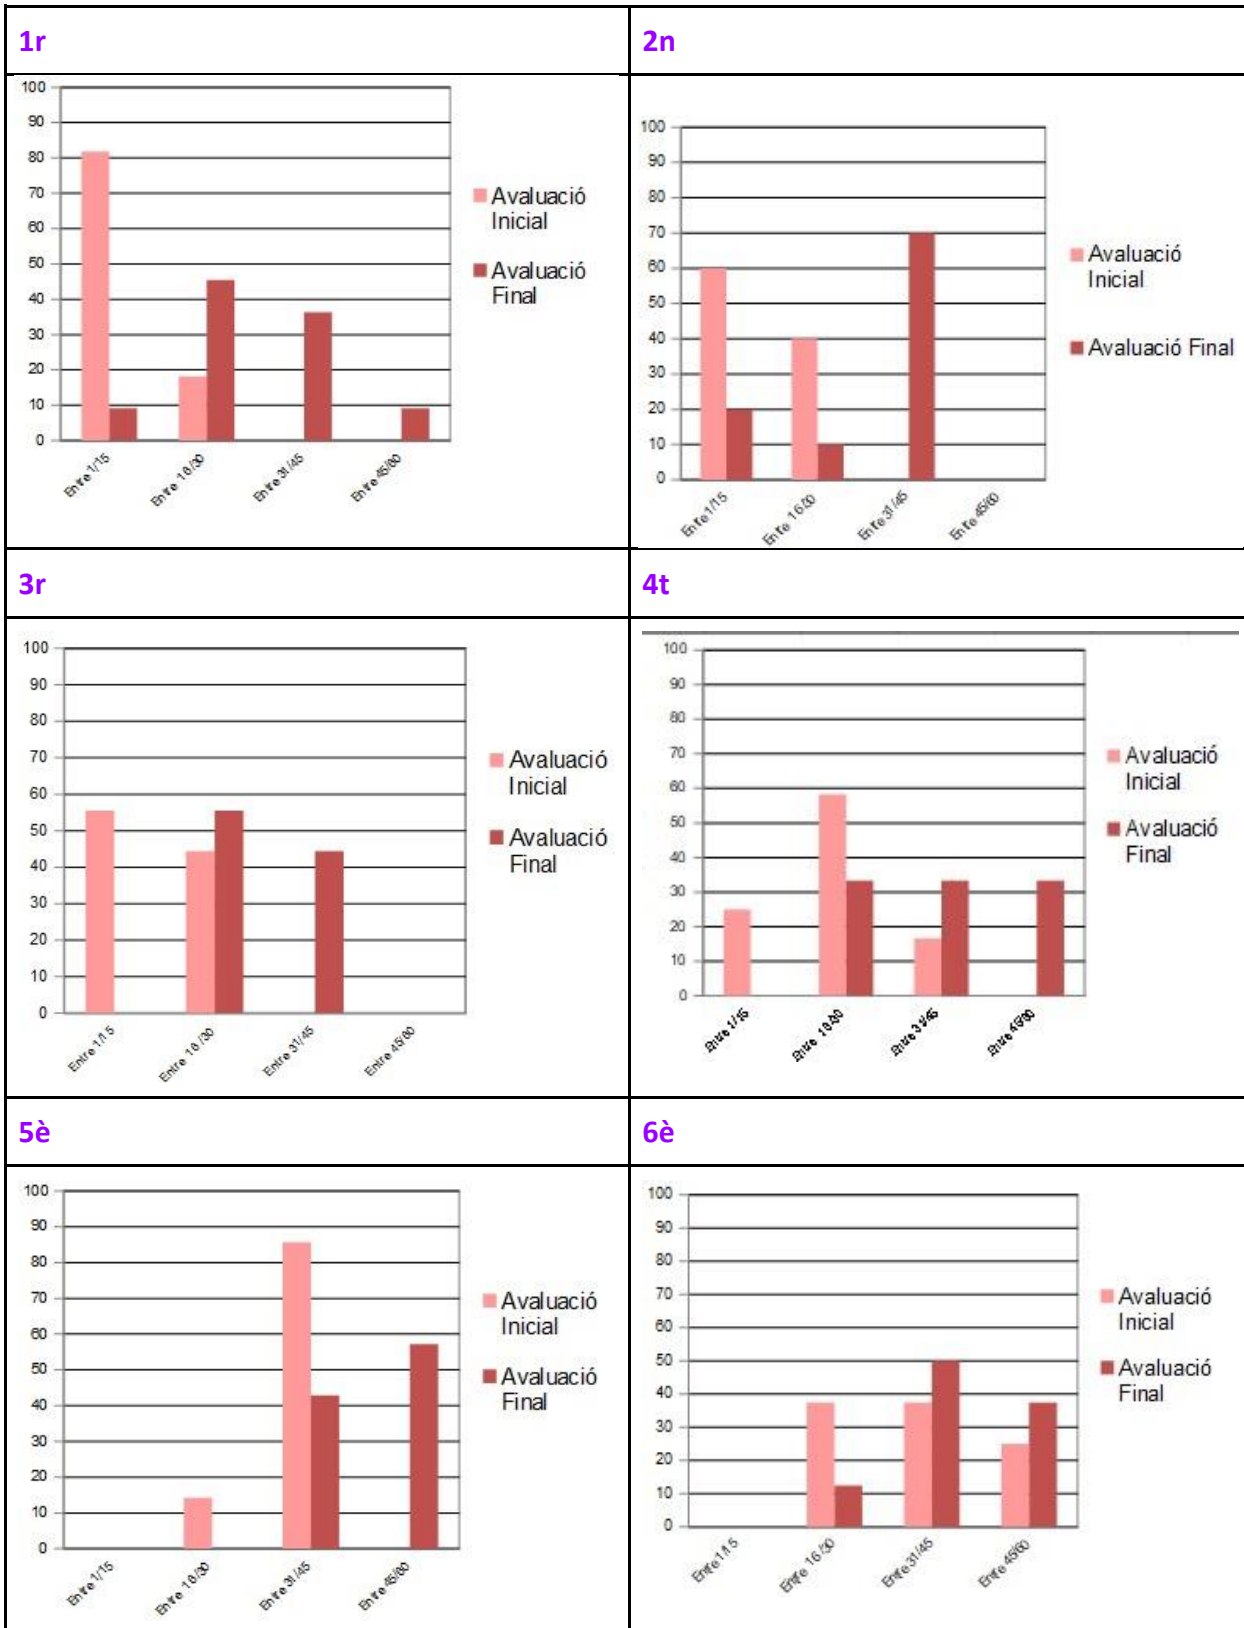 1r
2n
100
90
80
70
60
50
40
30
20
10
0
Entre 1/15
Entre 16/30
Entre 31/45
Entre 45/60
Avaluació
Inicial
Avaluació
Final
100
90
80
70
60
50
40
30
20
10
0
Entre 1/15
Entre 16/30
Entre 31/45
Entre 45/60
Avaluació
Inicial
Avaluació Final
3r
4t
100
90
80
70
60
50
40
30
20
10
0
Entre 1/15
Entre 16/30
Entre 31/45
Entre 45/60
Avaluació
Inicial
Avaluació
Final
100
90
80
70
60
50
40
30
20
10
0
Entre 1/15
Entre 16/30
Entre 31/45
Entre 45/60
Avaluació
Inicial
Avaluació
Final
5è
6è
100
90
80
70
60
50
40
30
20
10
0
Entre 1/15
Entre 16/30
Entre 31/45
Entre 45/60
Avaluació
Inicial
Avaluació
Final
100
90
80
70
60
50
40
30
20
10
0
Entre 1/15
Entre 16/30
Entre 31/45
Entre 45/60
Avaluació
Inicial
Avaluació
Final